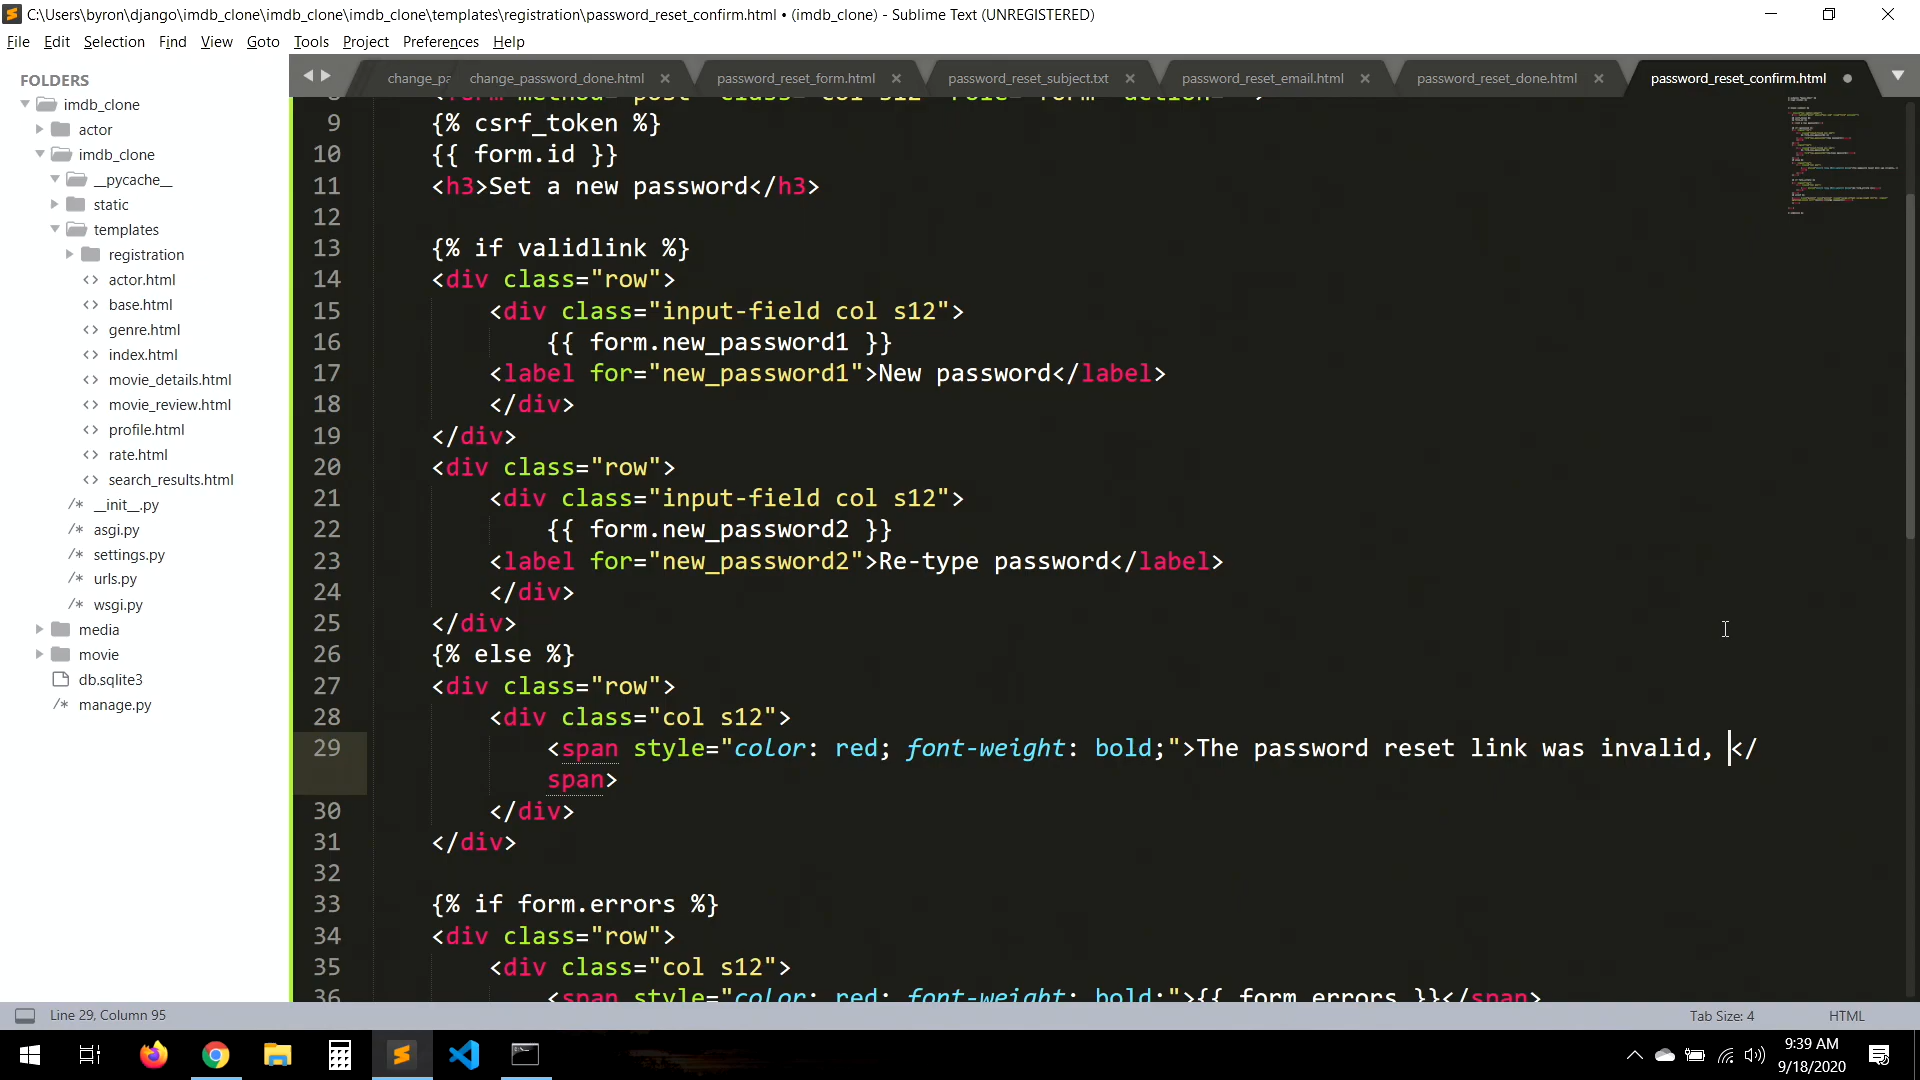 C:\Users\byron\django\imdb_clone\imdb_clone\imdb_clone\templates\registration\password_reset_confirm.html • (imdb_clone) - Sublime Text (UNREGISTERED)
File Edit Selection Find View Goto Tools Project Preferences Help
FOLDERS
imdb_clone
actor
imdb_clone
__pycache__
static
templates
registration
<> actor.html
<> base.html
<> genre.html
<> index.html
<> movie_details.html
<> movie_review.html
<> profile.html
<> rate.html
<> search_results.html
/* __init__.py
/* asgi.py
/* settings.py
/* urls.py
/* wsgi.py
media
movie
db.sqlite3
/* manage.py
change_pa change_password_done.html × password_reset_form.html × password_reset_subject.txt × password_reset_email.html × password_reset_done.html × password_reset_confirm.html
9 {% csrf_token %}
10 {{ form.id }}
11 <h3>Set a new password</h3>
12
13 {% if validlink %}
14 <div class="row">
15 <div class="input-field col s12">
16 {{ form.new_password1 }}
17 <label for="new_password1">New password</label>
18 </div>
19 </div>
20 <div class="row">
21 <div class="input-field col s12">
22 {{ form.new_password2 }}
23 <label for="new_password2">Re-type password</label>
24 </div>
25 </div>
26 {% else %}
27 <div class="row">
28 <div class="col s12">
29 <span style="color: red; font-weight: bold;">The password reset link was invalid, </
span>
30 </div>
31 </div>
32
33 {% if form.errors %}
34 <div class="row">
35 <div class="col s12">
36 <span style="color: red; font-weight: bold;">{{ form.errors }}</span>
Line 29, Column 95 Tab Size: 4 HTML
9:39 AM
9/18/2020